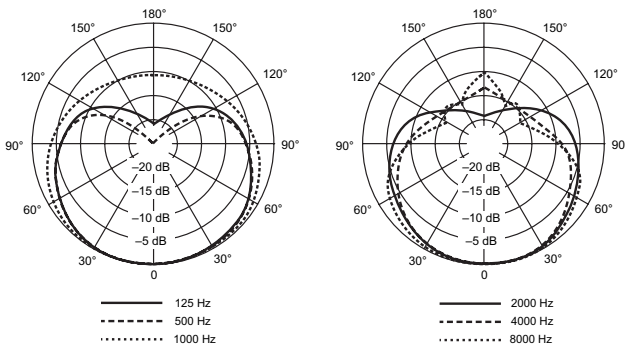 180°
150° 150°
120° 120°
90° 90°
–20 dB
–15 dB
–10 dB
–5 dB
60° 60°
30° 30°
0
125 Hz
500 Hz
1000 Hz
180°
150° 150°
120° 120°
90° 90
–20 dB
–15 dB
–10 dB
–5 dB
60° 60°
30° 30°
0
2000 Hz
4000 Hz
8000 Hz